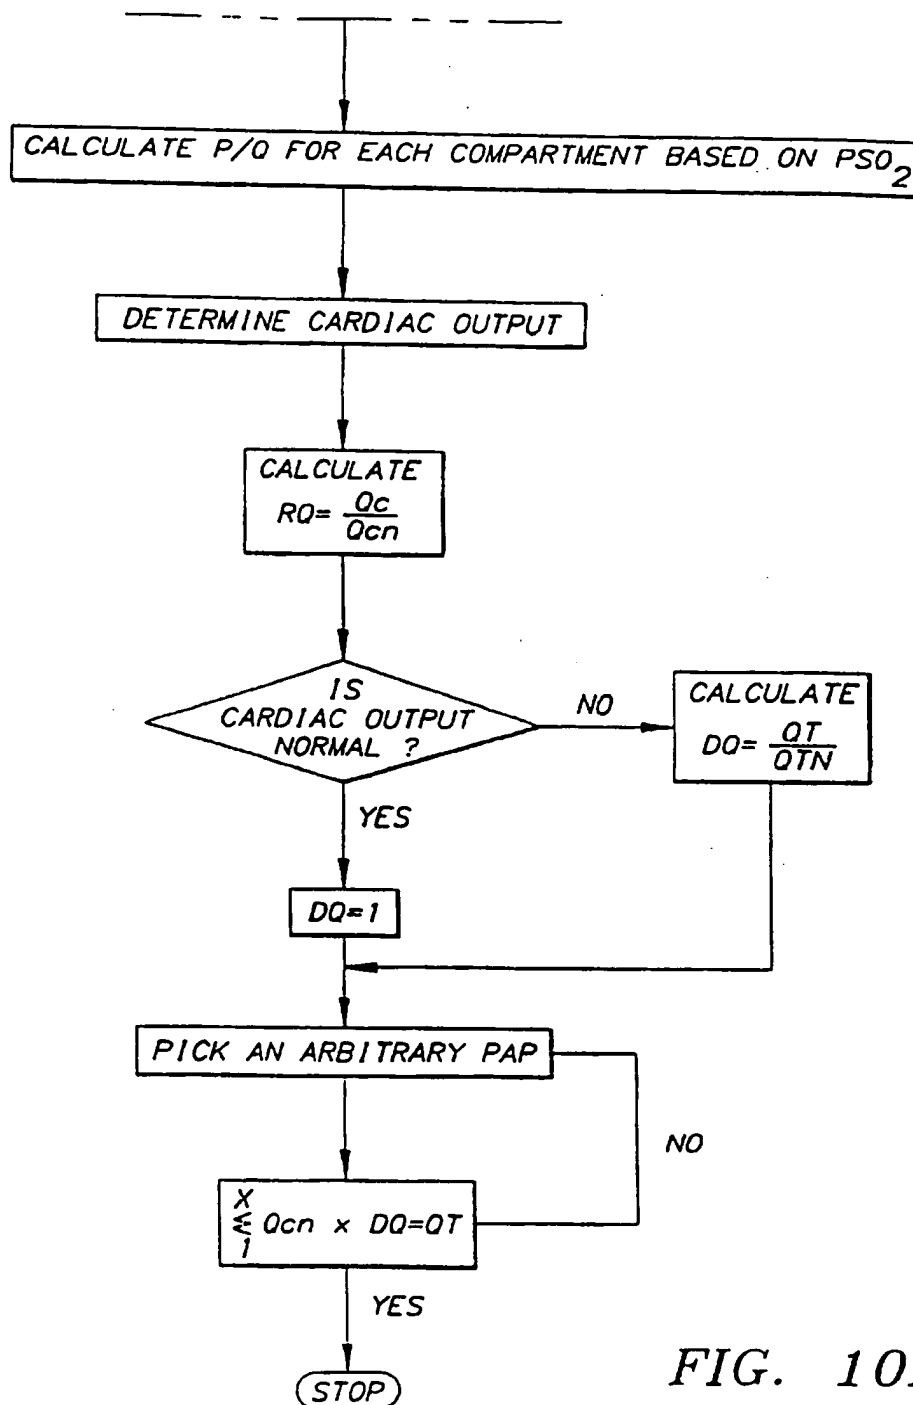 CALCULATE P/Q FOR EACH COMPARTMENT BASED ON PSO2
DETERMINE CARDIAC OUTPUT
CALCULATE
RQ= Qc/Qcn
IS
CARDIAC OUTPUT
NORMAL ?
NO
CALCULATE
DQ= QT/QTN
YES
DQ=1
PICK AN ARBITRARY PAP
NO
X
≤ Qcn x DQ=QT
1
YES
STOP
FIG. 10